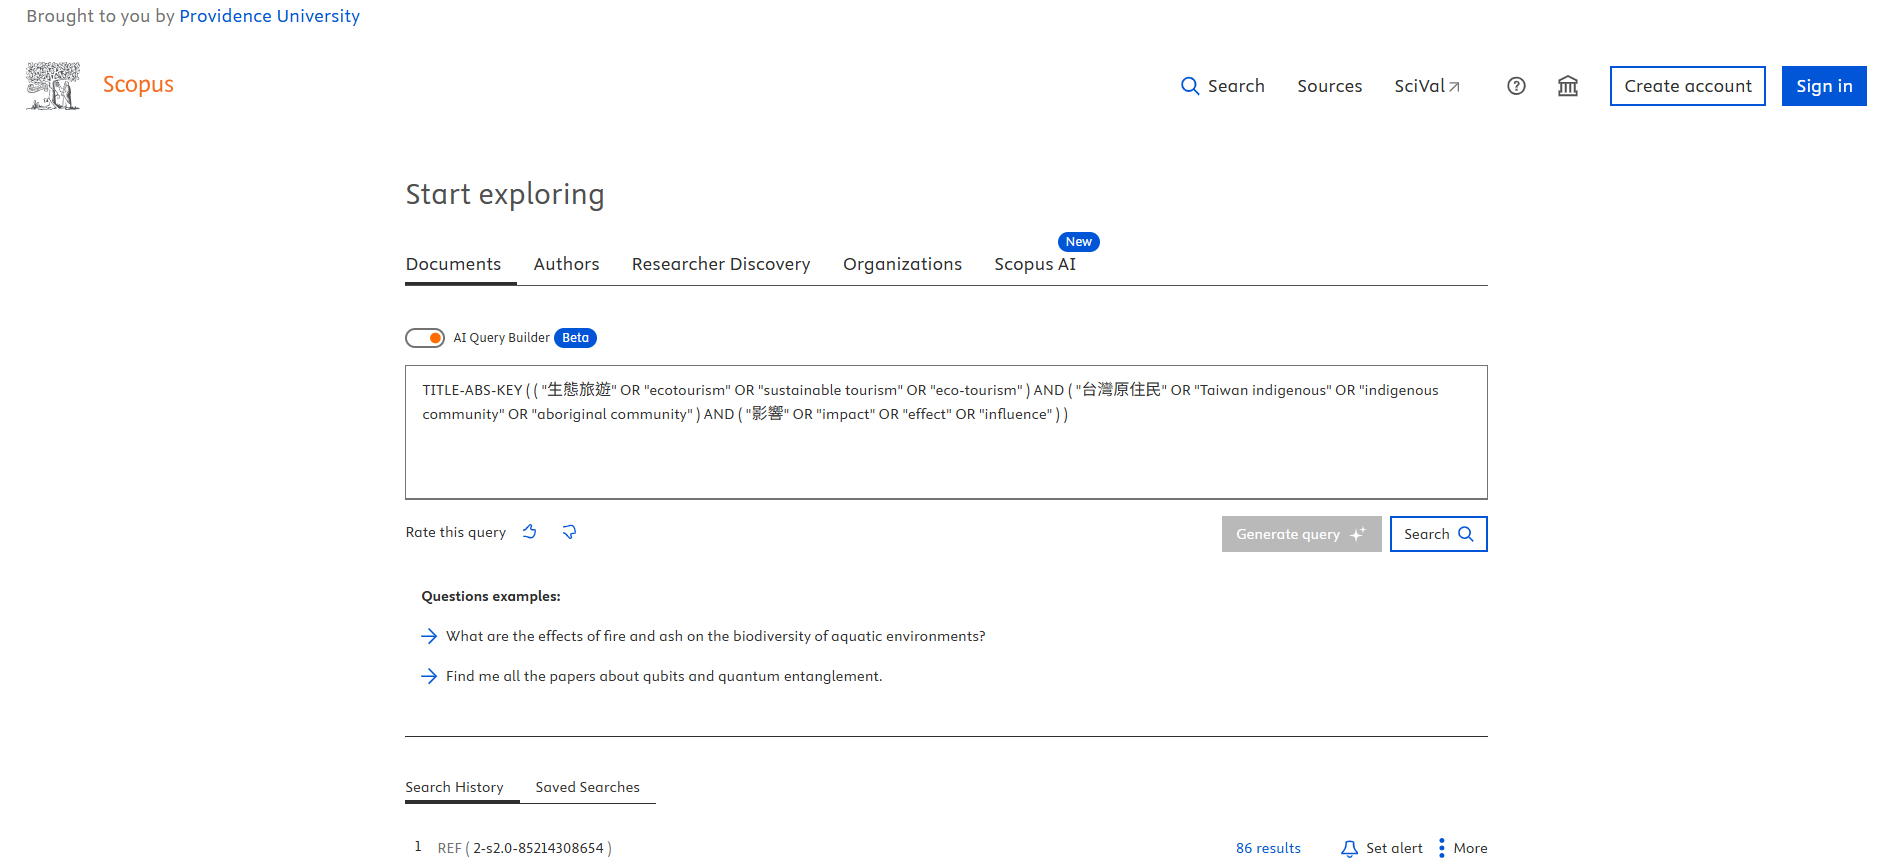 Brought to you by Providence University
Scopus
Search
Sources
SciVal
Create account
Sign in
Start exploring
New
Documents
Authors
Researcher Discovery
Organizations
Scopus AI
AI Query Builder
Beta
TITLE-ABS-KEY ( ( "生態旅遊" OR "ecotourism" OR "sustainable tourism" OR "eco-tourism" ) AND ( "台灣原住民" OR "Taiwan indigenous" OR "indigenous
community" OR "aboriginal community" ) AND ( "影響" OR "impact" OR "effect" OR "influence" ) )
Rate this query
Generate query
Search
Questions examples:
What are the effects of fire and ash on the biodiversity of aquatic environments?
Find me all the papers about qubits and quantum entanglement.
Search History
Saved Searches
1 REF ( 2-s2.0-85214308654 )
86 results
Set alert
More